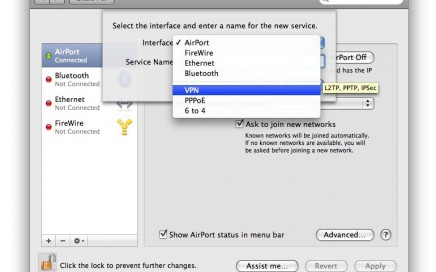 Select the interface and enter a name for the new service.
Interface
✓ AirPort
FireWire
Ethernet
Bluetooth
VPN
PPPoE
6 to 4
Service Name
L2TP, PPTP, IPSec
AirPort
Connected
Bluetooth
Not Connected
Ethernet
Not Connected
FireWire
Not Connected
rPort Off
d has the IP
Ask to join new networks
Known networks will be joined automatically.
If no known networks are available, you will
be asked before joining a new network.
Show AirPort status in menu bar
Advanced...
?
Click the lock to prevent further changes.
Assist me...
Revert
Apply